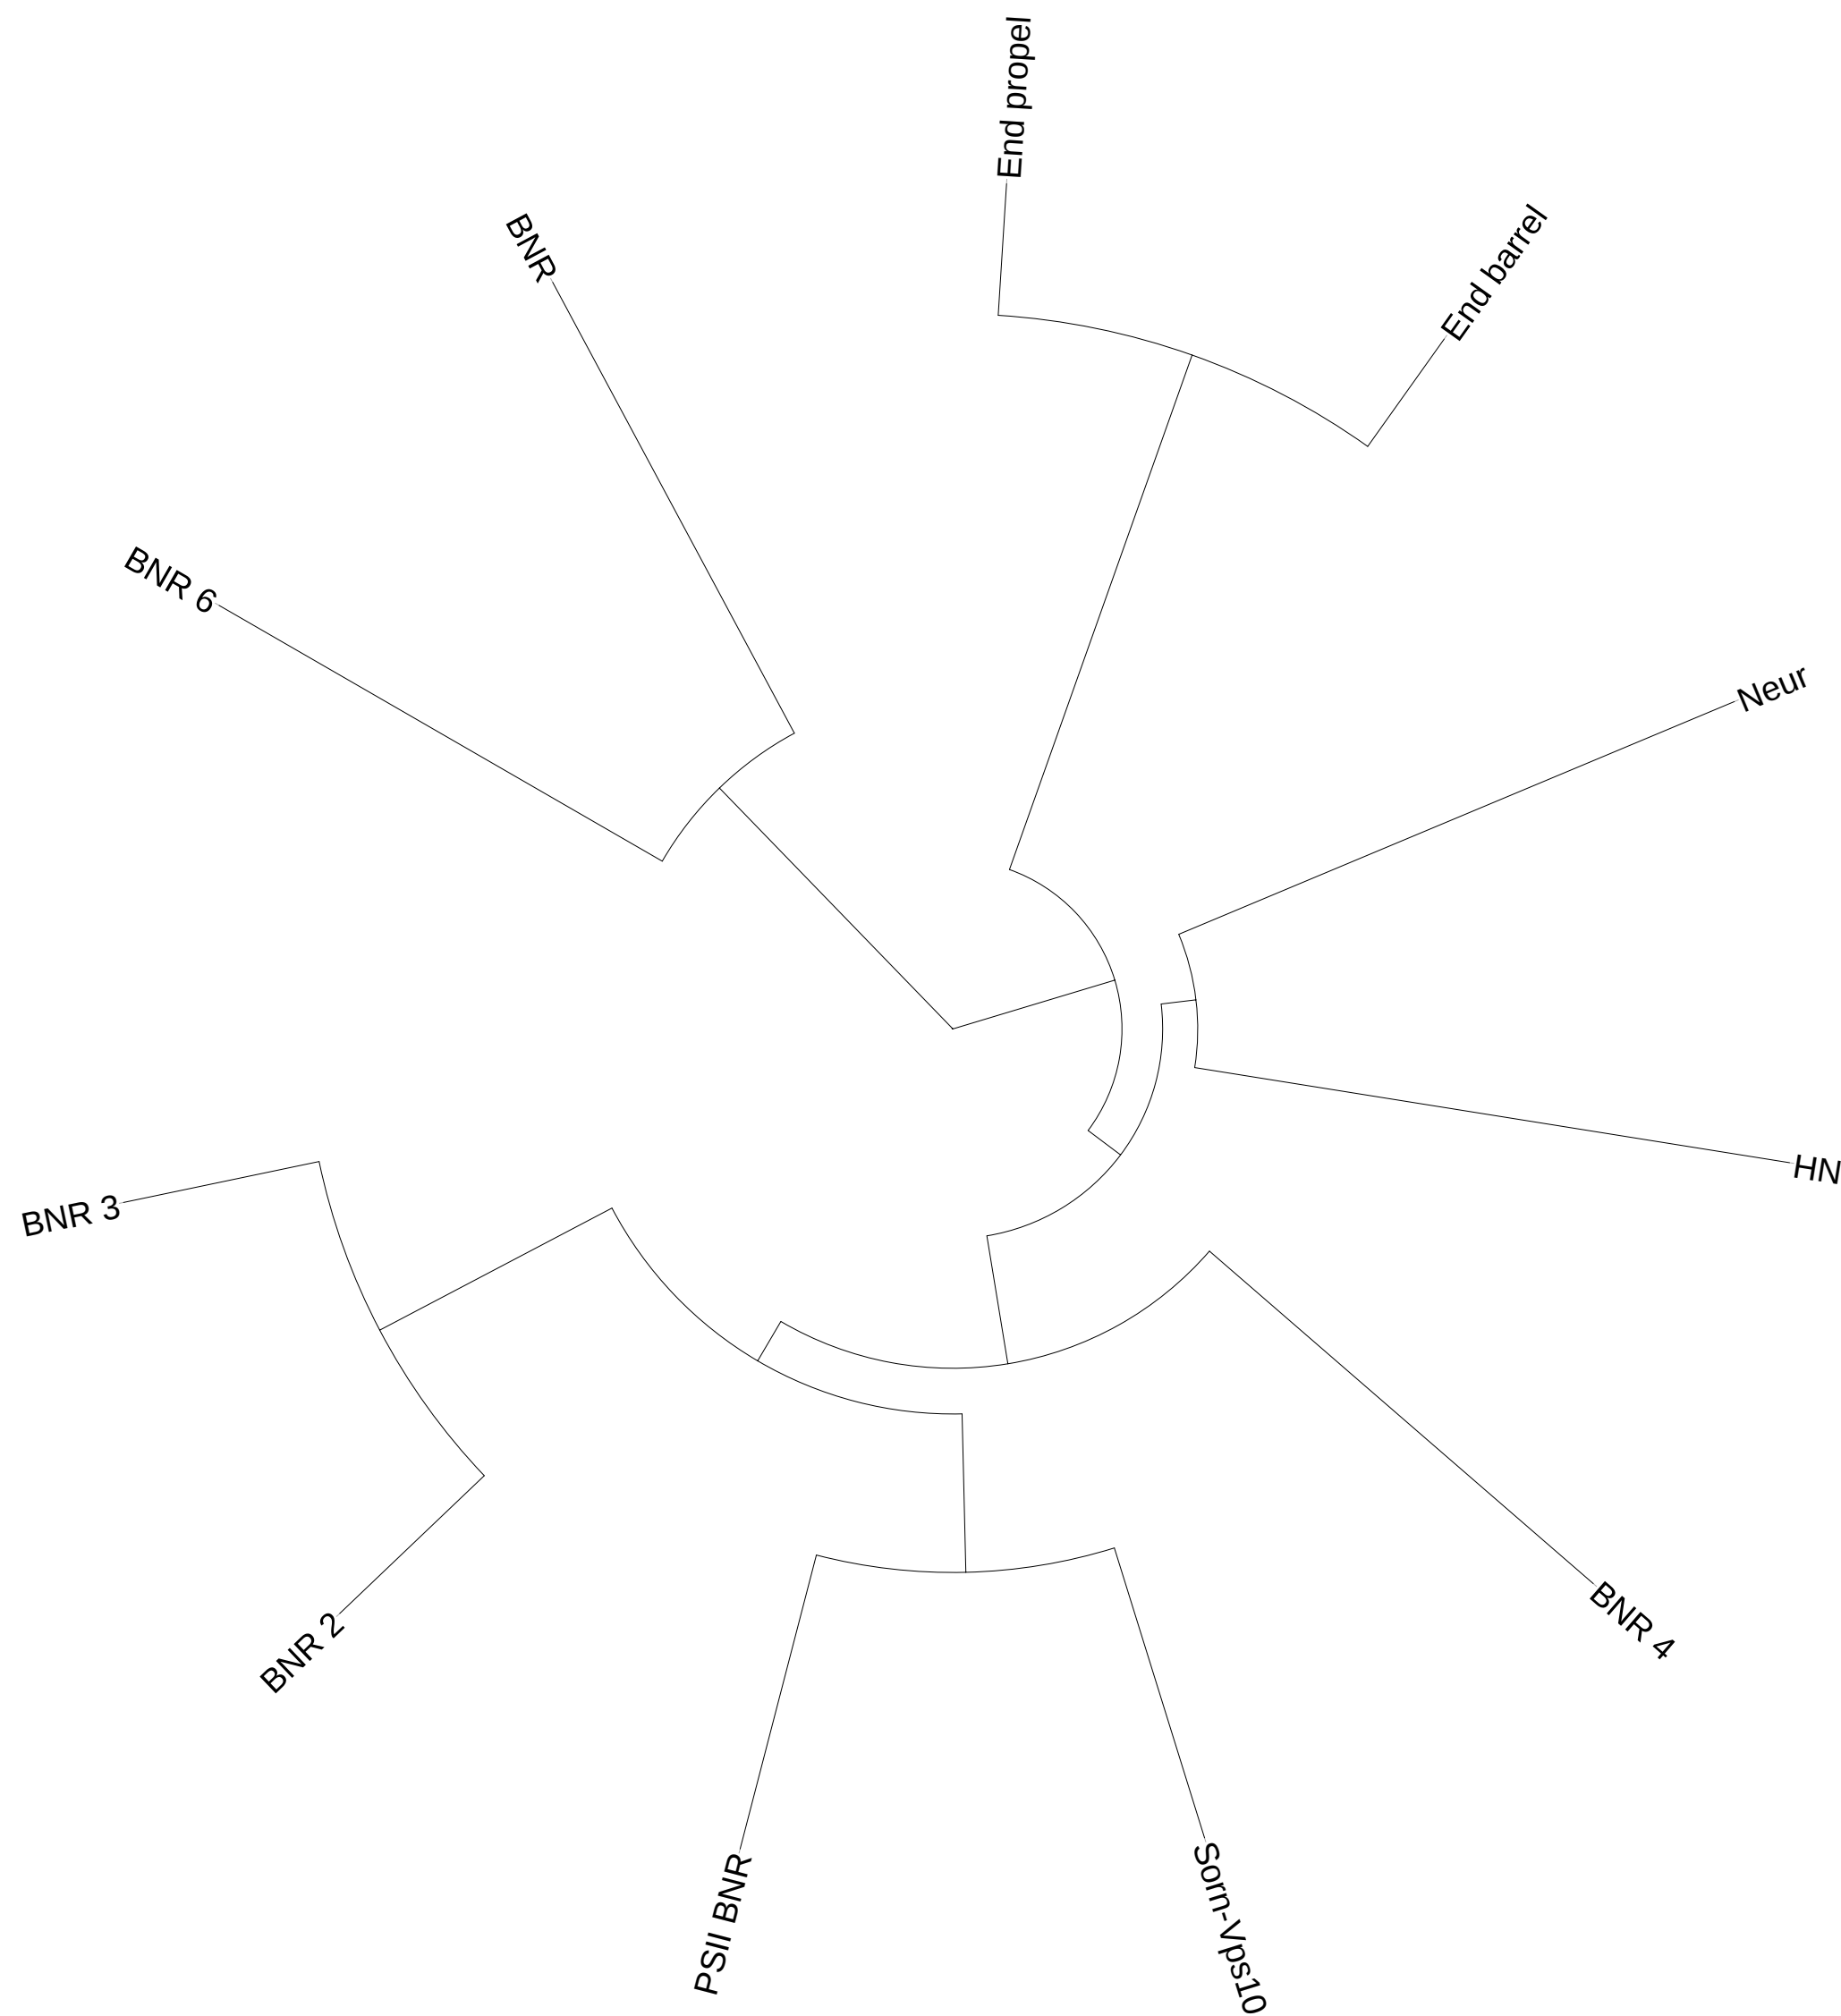 End propel
End barrel
BNR
BNR 6
Neur
HN
BNR 3
BNR 2
BNR 4
PSII BNR
Sorn-Vps10